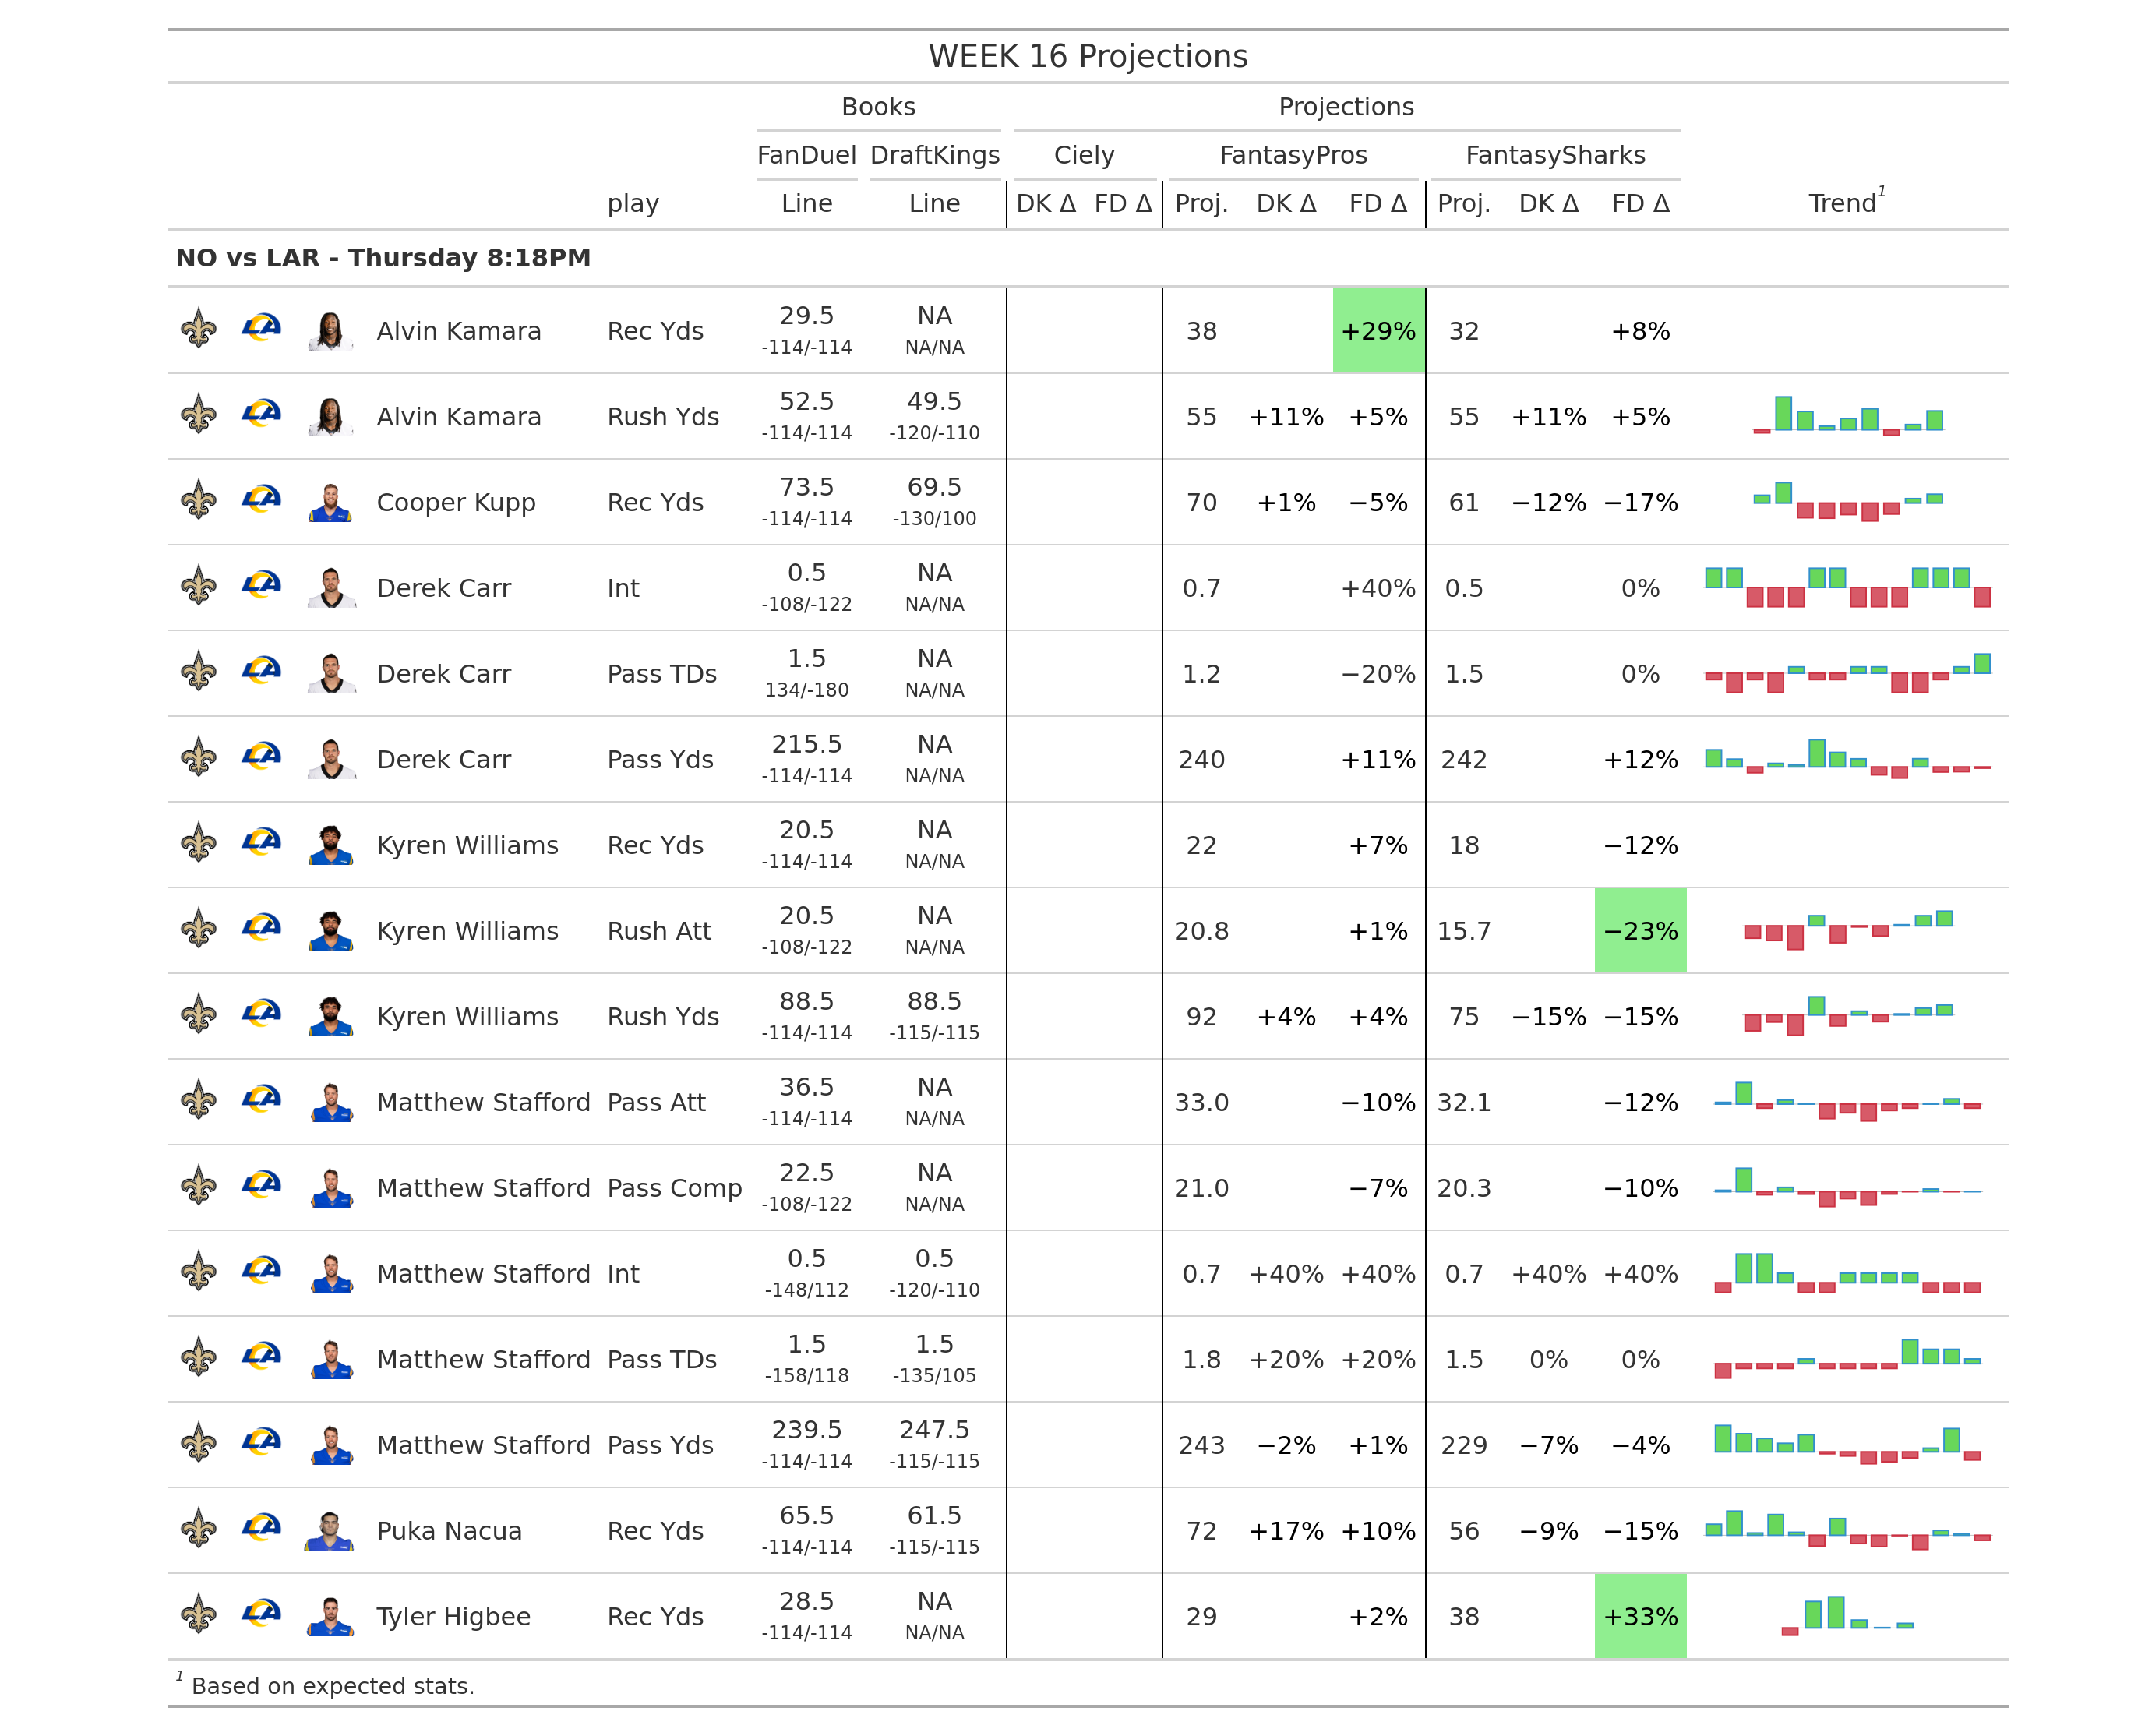 WEEK 16 Projections
Books Projections
FanDuel DraftKings Ciely FantasyPros FantasySharks
play Line Line DK Δ FD Δ Proj. DK Δ FD Δ Proj. DK Δ FD Δ Trend1
NO vs LAR - Thursday 8:18PM
Alvin Kamara Rec Yds 29.5 NA 38 +29% 32 +8%
-114/-114 NA/NA
Alvin Kamara Rush Yds 52.5 49.5 55 +11% +5% 55 +11% +5%
-114/-114 -120/-110
Cooper Kupp Rec Yds 73.5 69.5 70 +1% −5% 61 −12% −17%
-114/-114 -130/100
Derek Carr Int 0.5 NA 0.7 +40% 0.5 0%
-108/-122 NA/NA
Derek Carr Pass TDs 1.5 NA 1.2 −20% 1.5 0%
134/-180 NA/NA
Derek Carr Pass Yds 215.5 NA 240 +11% 242 +12%
-114/-114 NA/NA
Kyren Williams Rec Yds 20.5 NA 22 +7% 18 −12%
-114/-114 NA/NA
Kyren Williams Rush Att 20.5 NA 20.8 +1% 15.7 −23%
-108/-122 NA/NA
Kyren Williams Rush Yds 88.5 88.5 92 +4% +4% 75 −15% −15%
-114/-114 -115/-115
Matthew Stafford Pass Att 36.5 NA 33.0 −10% 32.1 −12%
-114/-114 NA/NA
Matthew Stafford Pass Comp 22.5 NA 21.0 −7% 20.3 −10%
-108/-122 NA/NA
Matthew Stafford Int 0.5 0.5 0.7 +40% +40% 0.7 +40% +40%
-148/112 -120/-110
Matthew Stafford Pass TDs 1.5 1.5 1.8 +20% +20% 1.5 0% 0%
-158/118 -135/105
Matthew Stafford Pass Yds 239.5 247.5 243 −2% +1% 229 −7% −4%
-114/-114 -115/-115
Puka Nacua Rec Yds 65.5 61.5 72 +17% +10% 56 −9% −15%
-114/-114 -115/-115
Tyler Higbee Rec Yds 28.5 NA 29 +2% 38 +33%
-114/-114 NA/NA
1 Based on expected stats.